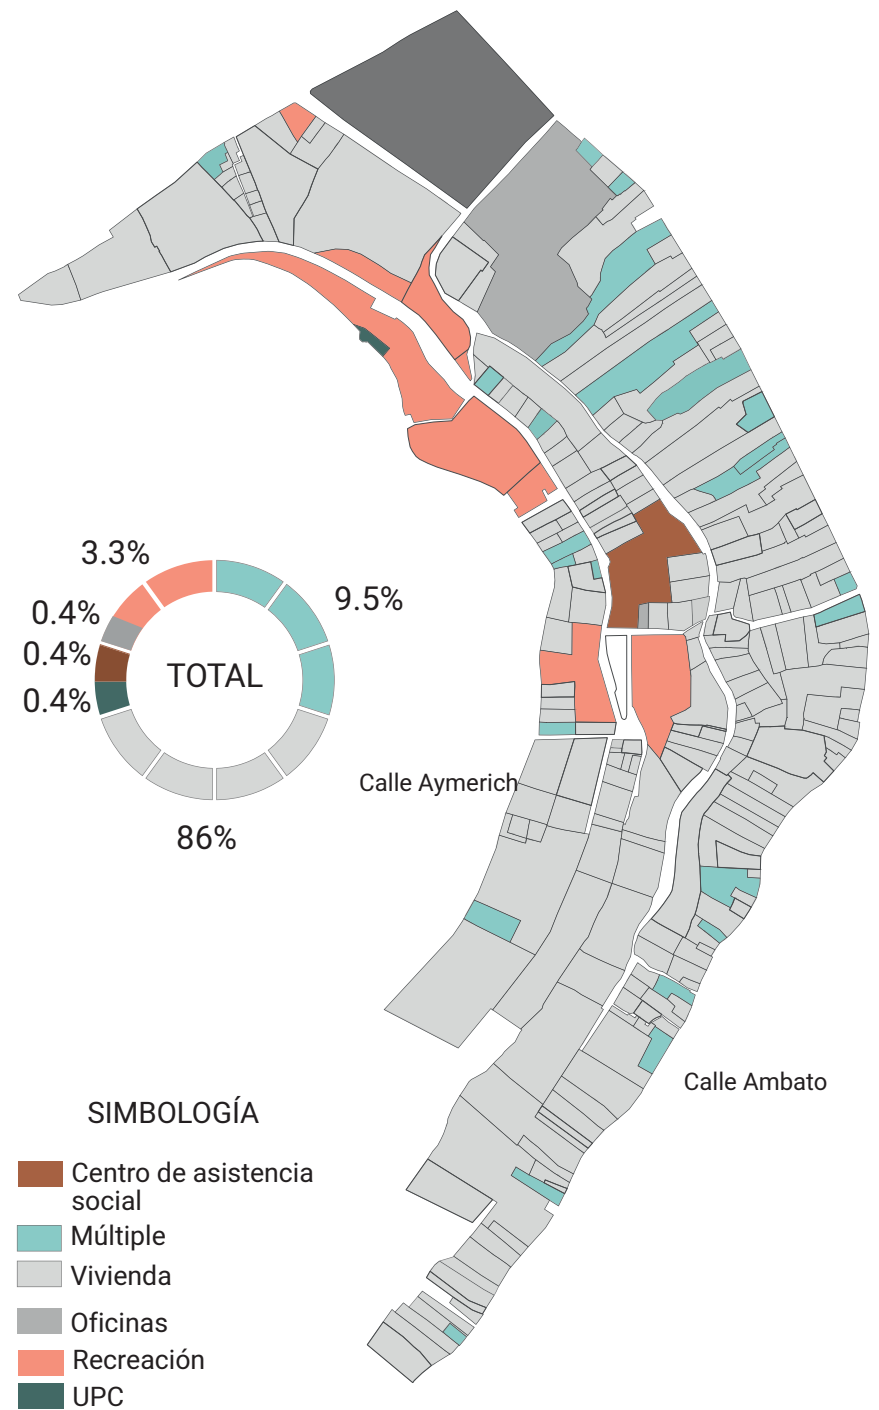 3.3%
9.5%
0.4%
0.4%
0.4%
TOTAL
86%
Calle Aymerich
Calle Ambato
SIMBOLOGÍA
Centro de asistencia
social
Múltiple
Vivienda
Oficinas
Recreación
UPC